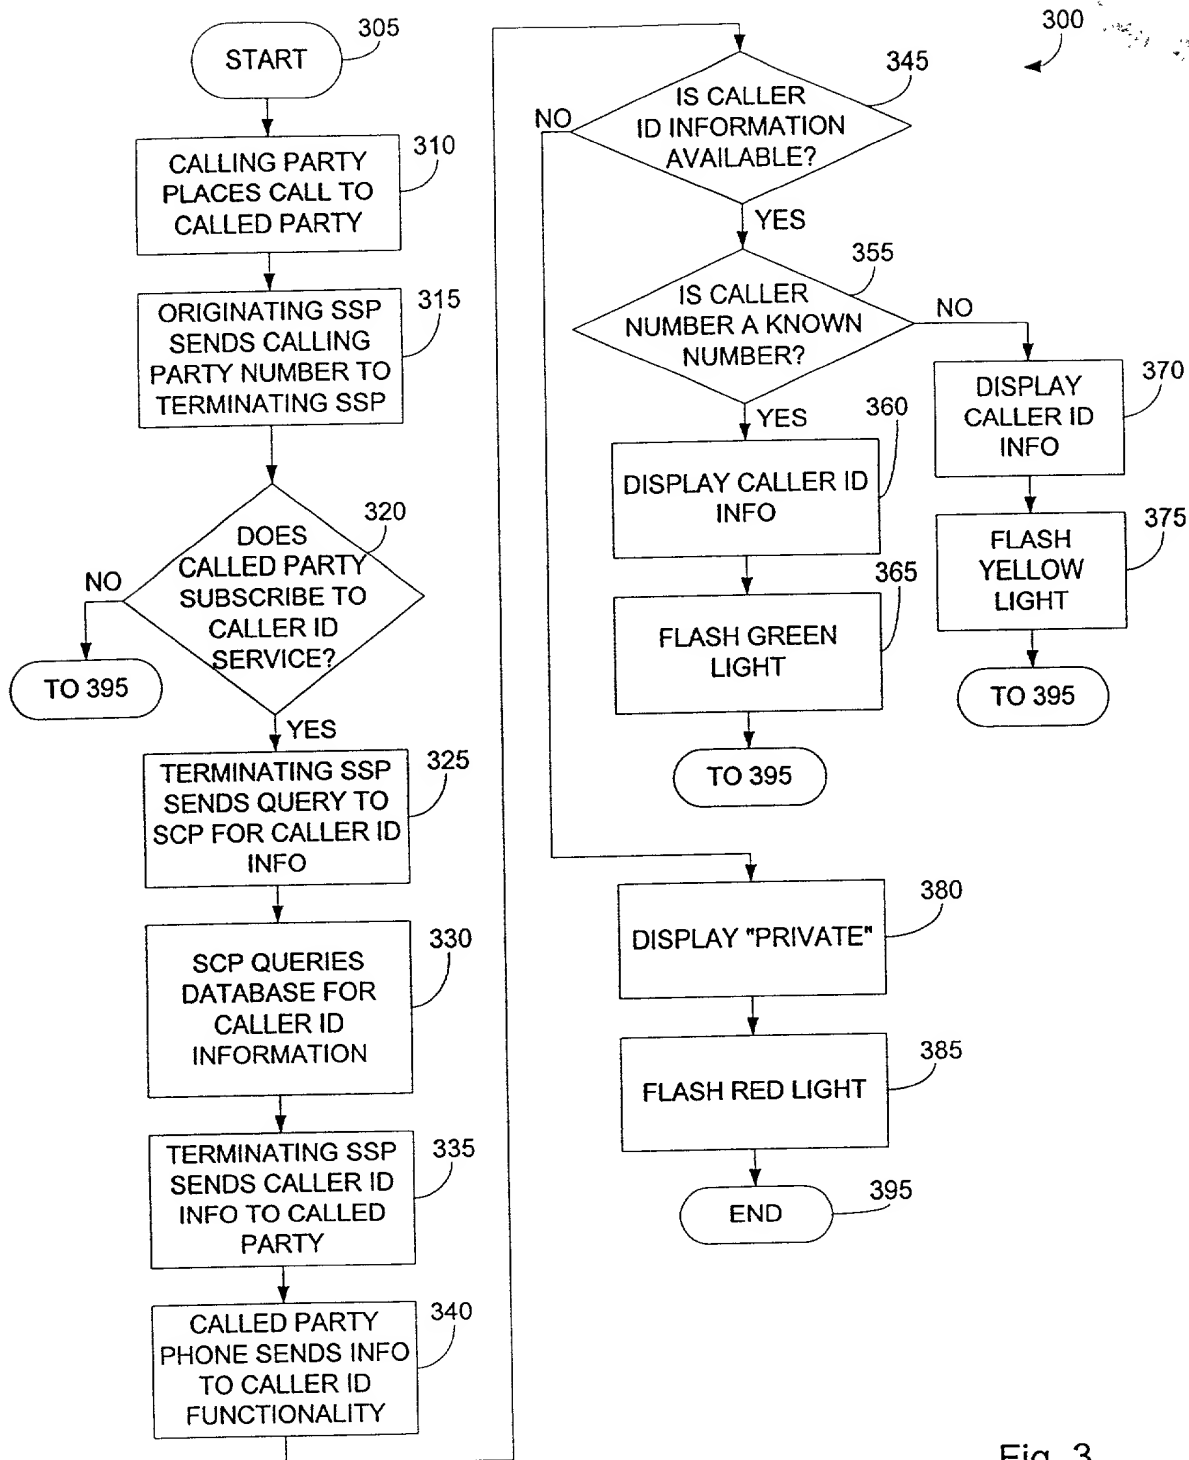 START
305
CALLING PARTY
PLACES CALL TO
CALLED PARTY
310
ORIGINATING SSP
SENDS CALLING
PARTY NUMBER TO
TERMINATING SSP
315
DOES
CALLED PARTY
SUBSCRIBE TO
CALLER ID
SERVICE?
320
NO
TO 395
YES
TERMINATING SSP
SENDS QUERY TO
SCP FOR CALLER ID
INFO
325
SCP QUERIES
DATABASE FOR
CALLER ID
INFORMATION
330
TERMINATING SSP
SENDS CALLER ID
INFO TO CALLED
PARTY
335
CALLED PARTY
PHONE SENDS INFO
TO CALLER ID
FUNCTIONALITY
340
300
IS CALLER
ID INFORMATION
AVAILABLE?
345
NO
YES
IS CALLER
NUMBER A KNOWN
NUMBER?
355
NO
YES
DISPLAY CALLER ID
INFO
360
FLASH GREEN
LIGHT
365
TO 395
DISPLAY
CALLER ID
INFO
370
FLASH
YELLOW
LIGHT
375
TO 395
DISPLAY "PRIVATE"
380
FLASH RED LIGHT
385
END
395
Fig. 3